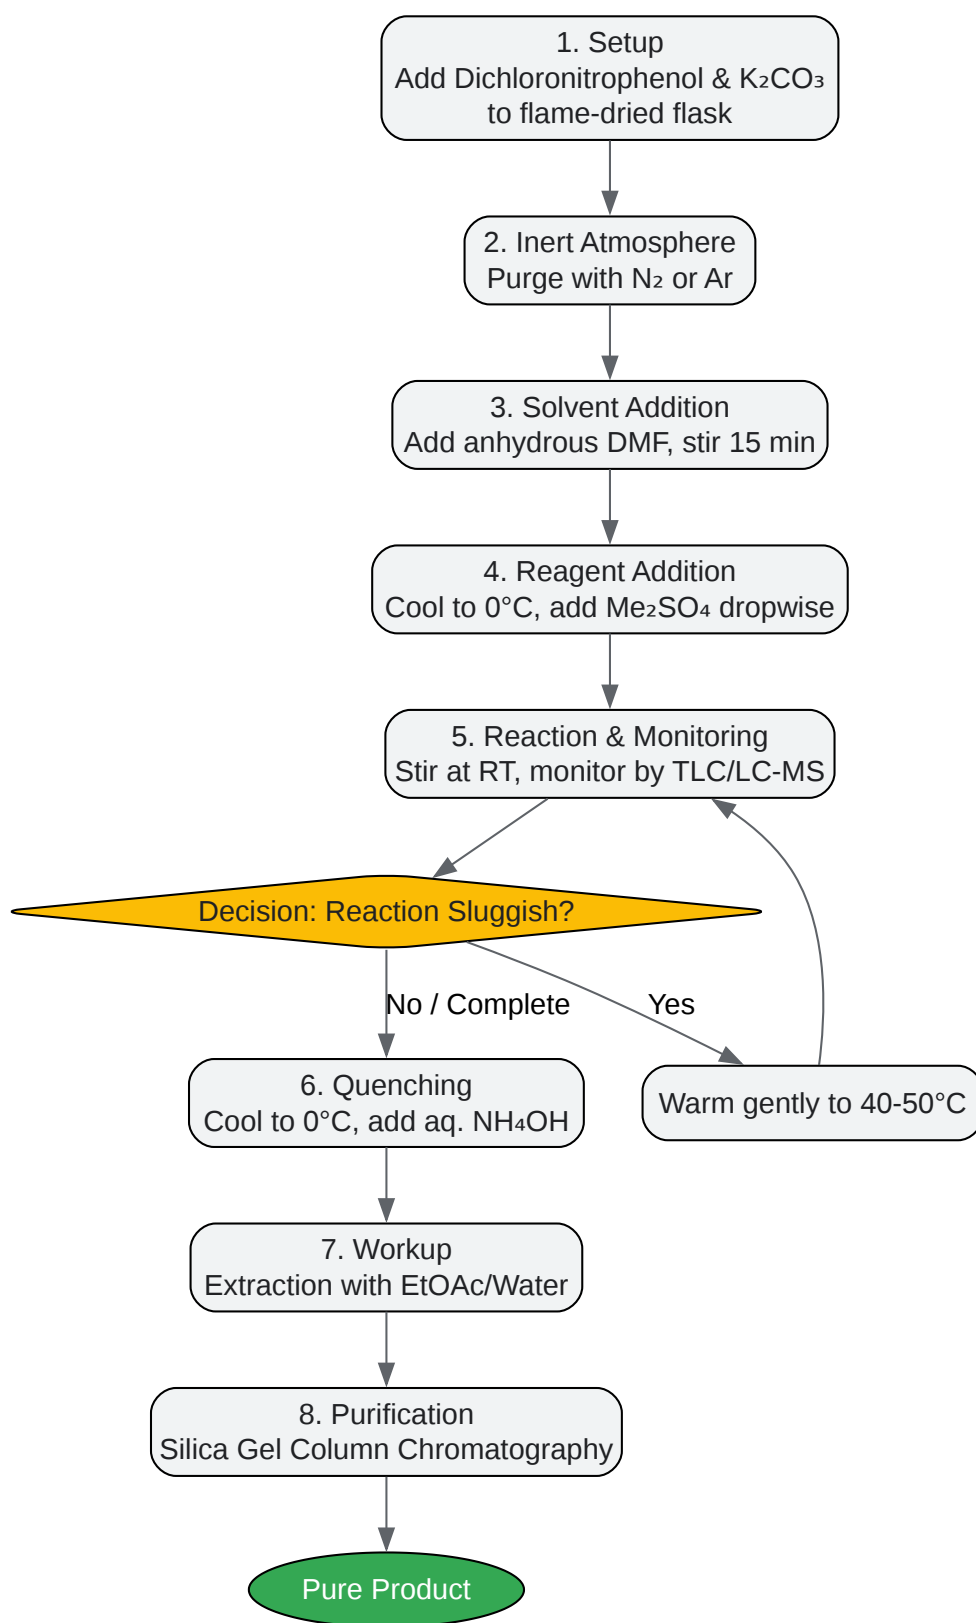 1. Setup
Add Dichloronitrophenol & K₂CO₃
to flame-dried flask
2. Inert Atmosphere
Purge with N₂ or Ar
3. Solvent Addition
Add anhydrous DMF, stir 15 min
4. Reagent Addition
Cool to 0°C, add Me₂SO₄ dropwise
5. Reaction & Monitoring
Stir at RT, monitor by TLC/LC-MS
Decision: Reaction Sluggish?
No / Complete
Yes
6. Quenching
Cool to 0°C, add aq. NH₄OH
Warm gently to 40-50°C
7. Workup
Extraction with EtOAc/Water
8. Purification
Silica Gel Column Chromatography
Pure Product